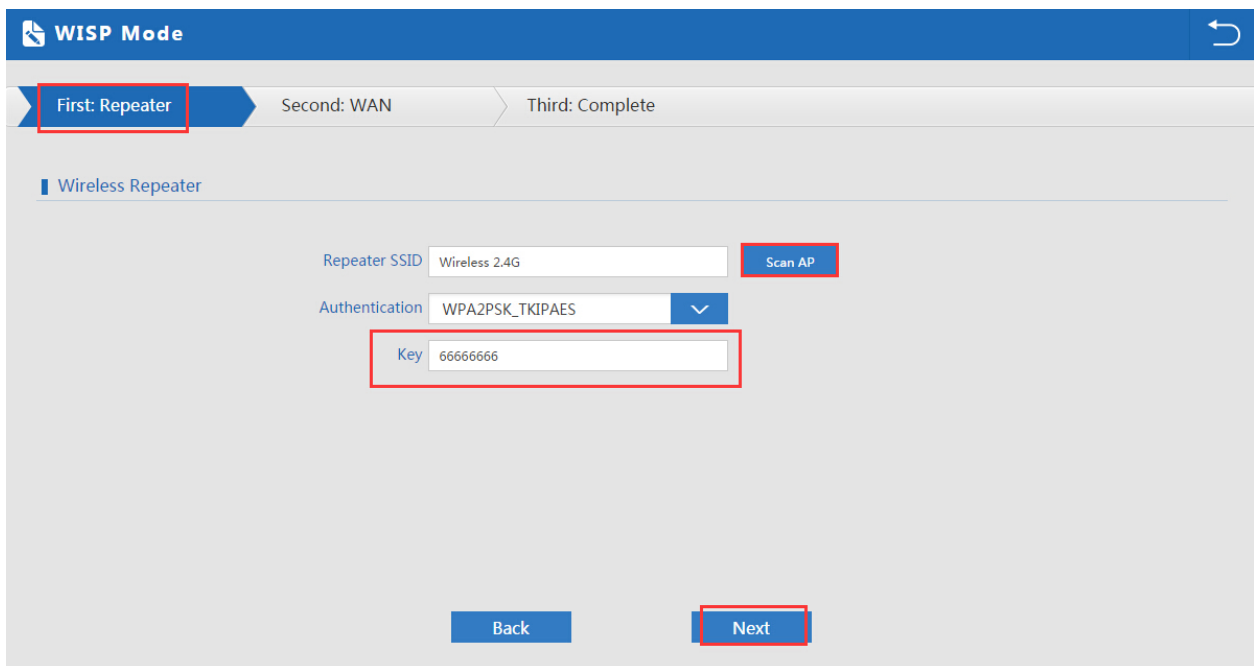 WISP Mode
First: Repeater Second: WAN Third: Complete
Wireless Repeater
Repeater SSID Wireless 2.4G Scan AP
Authentication WPA2PSK_TKIPAES
Key 66666666
Back Next